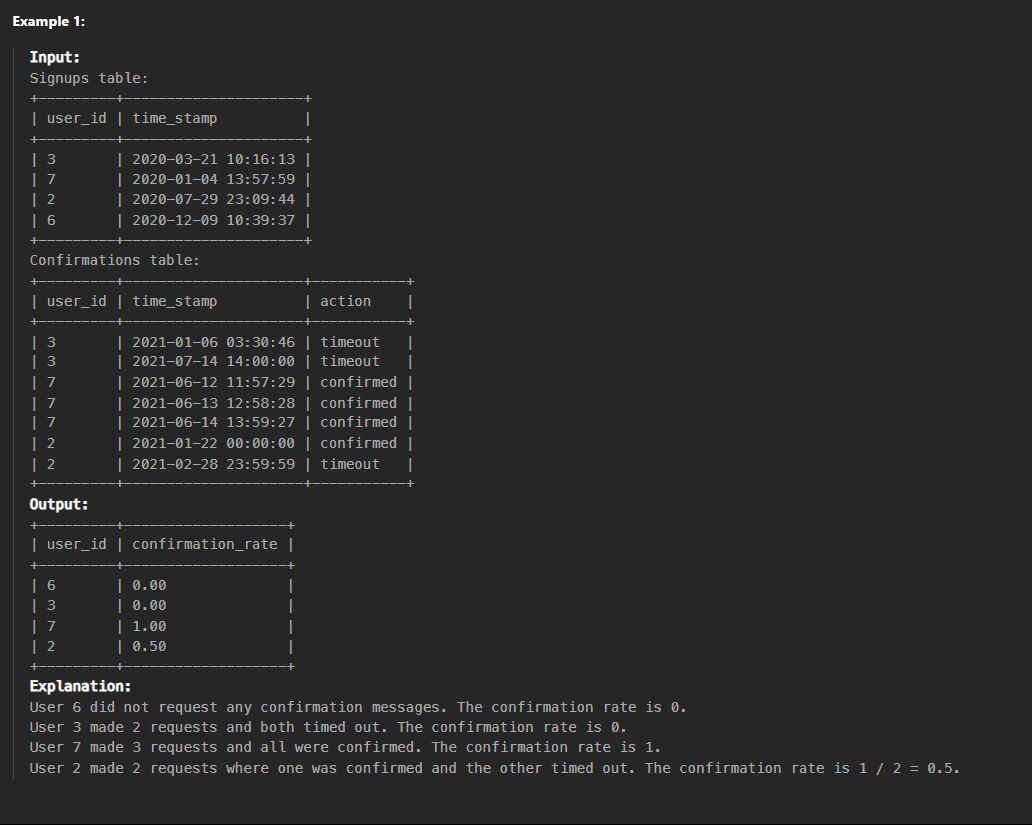 Example 1:
Input:
Signups table:
+---------+---------------------+
| user_id | time_stamp          |
+---------+---------------------+
| 3       | 2020-03-21 10:16:13 |
| 7       | 2020-01-04 13:57:59 |
| 2       | 2020-07-29 23:09:44 |
| 6       | 2020-12-09 10:39:37 |
+---------+---------------------+
Confirmations table:
+---------+---------------------+-----------+
| user_id | time_stamp          | action    |
+---------+---------------------+-----------+
| 3       | 2021-01-06 03:30:46 | timeout   |
| 3       | 2021-07-14 14:00:00 | timeout   |
| 7       | 2021-06-12 11:57:29 | confirmed |
| 7       | 2021-06-13 12:58:28 | confirmed |
| 7       | 2021-06-14 13:59:27 | confirmed |
| 2       | 2021-01-22 00:00:00 | confirmed |
| 2       | 2021-02-28 23:59:59 | timeout   |
+---------+---------------------+-----------+
Output:
+---------+-------------------+
| user_id | confirmation_rate |
+---------+-------------------+
| 6       | 0.00              |
| 3       | 0.00              |
| 7       | 1.00              |
| 2       | 0.50              |
+---------+-------------------+
Explanation:
User 6 did not request any confirmation messages. The confirmation rate is 0.
User 3 made 2 requests and both timed out. The confirmation rate is 0.
User 7 made 3 requests and all were confirmed. The confirmation rate is 1.
User 2 made 2 requests where one was confirmed and the other timed out. The confirmation rate is 1 / 2 = 0.5.